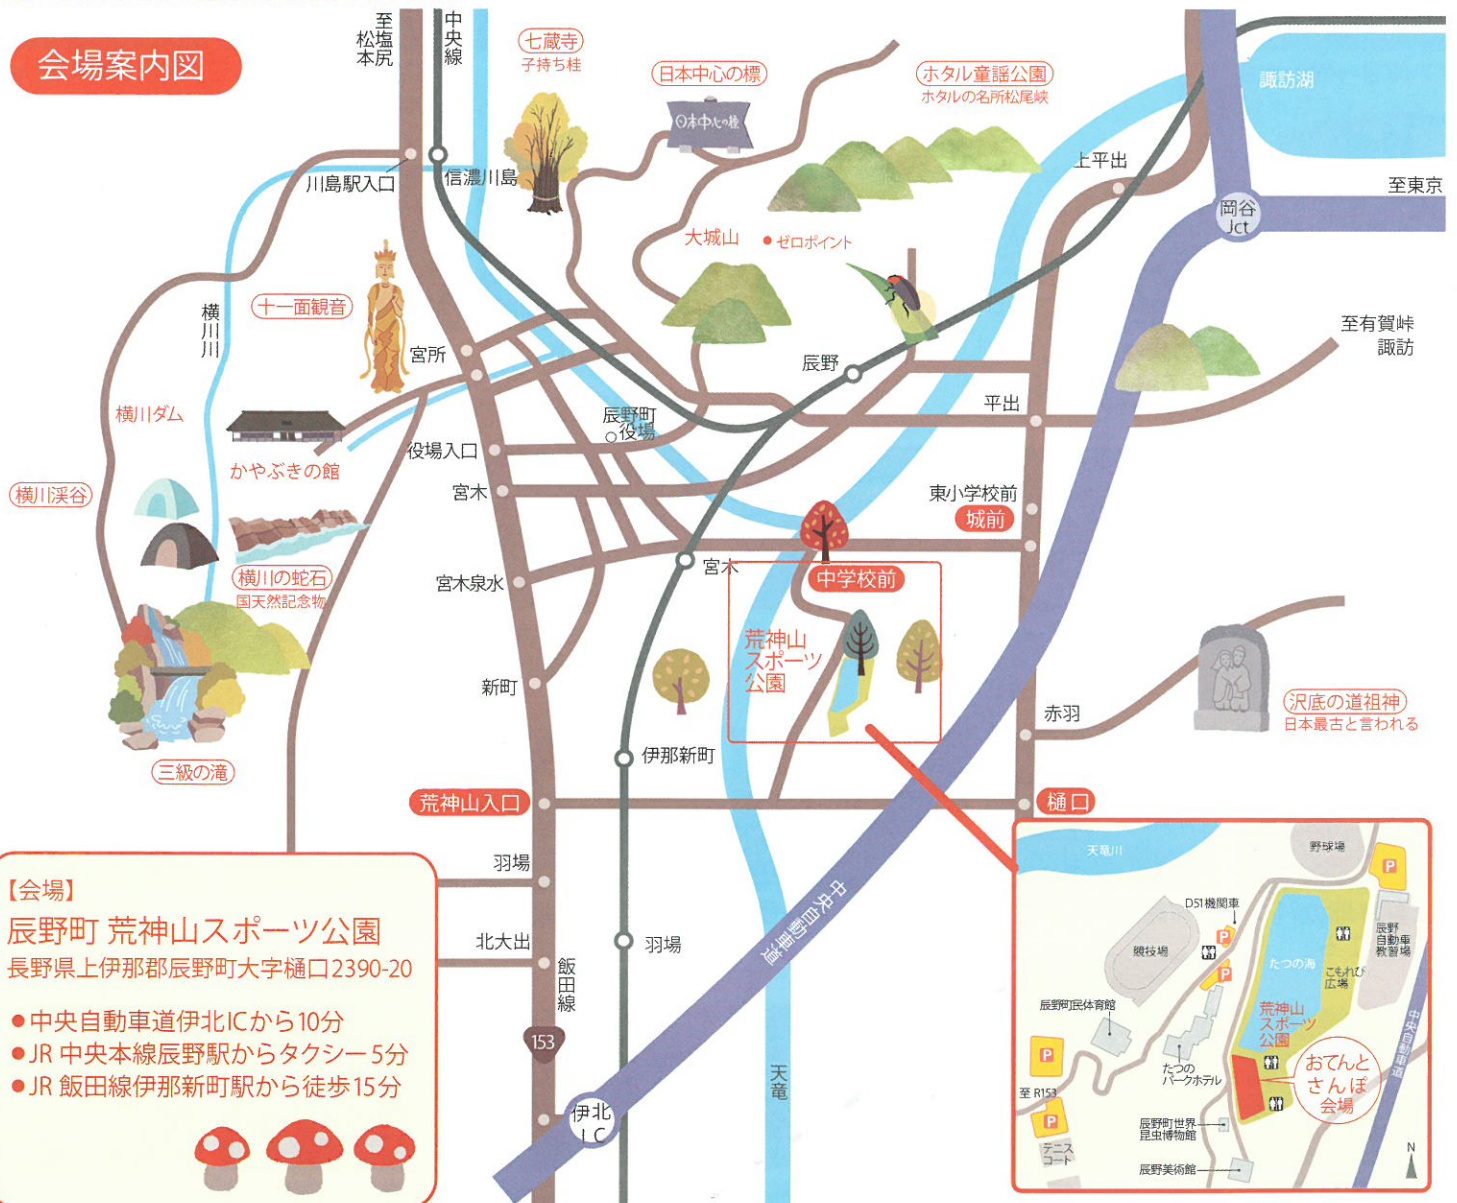 会場案内図
至
塩尻
松本
中央線
七蔵寺
子持ち桂
日本中心の標
日本中心の標
ホタル童謡公園
ホタルの名所松尾峡
諏訪湖
上平出
至東京
岡谷
Jct
川島駅入口
信濃川島
大城山
ゼロポイント
十一面観音
横川川
宮所
辰野
至有賀峠
諏訪
横川ダム
辰野町
役場
平出
かやぶきの館
役場入口
横川渓谷
宮木
東小学校前
城前
横川の蛇石
国天然記念物
宮木泉水
宮木
中学校前
荒神山
スポーツ
公園
新町
赤羽
沢底の道祖神
日本最古と言われる
伊那新町
三級の滝
荒神山入口
樋口
羽場
羽場
北大出
飯田線
153
中央自動車道
天竜
伊北
IC
【会場】
辰野町 荒神山スポーツ公園
長野県上伊那郡辰野町大字樋口2390-20
●中央自動車道伊北ICから10分
●JR 中央本線辰野駅からタクシー5分
●JR 飯田線伊那新町駅から徒歩15分
天竜川
野球場
P
D51機関車
P
競技場
P
たつの海
こもれび
広場
辰野
自動車
教習場
辰野町民体育館
荒神山
スポーツ
公園
中央自動車道
P
たつの
パークホテル
おてんと
さんぽ
会場
至 R153
P
辰野町世界
昆虫博物館
テニス
コート
辰野美術館
N